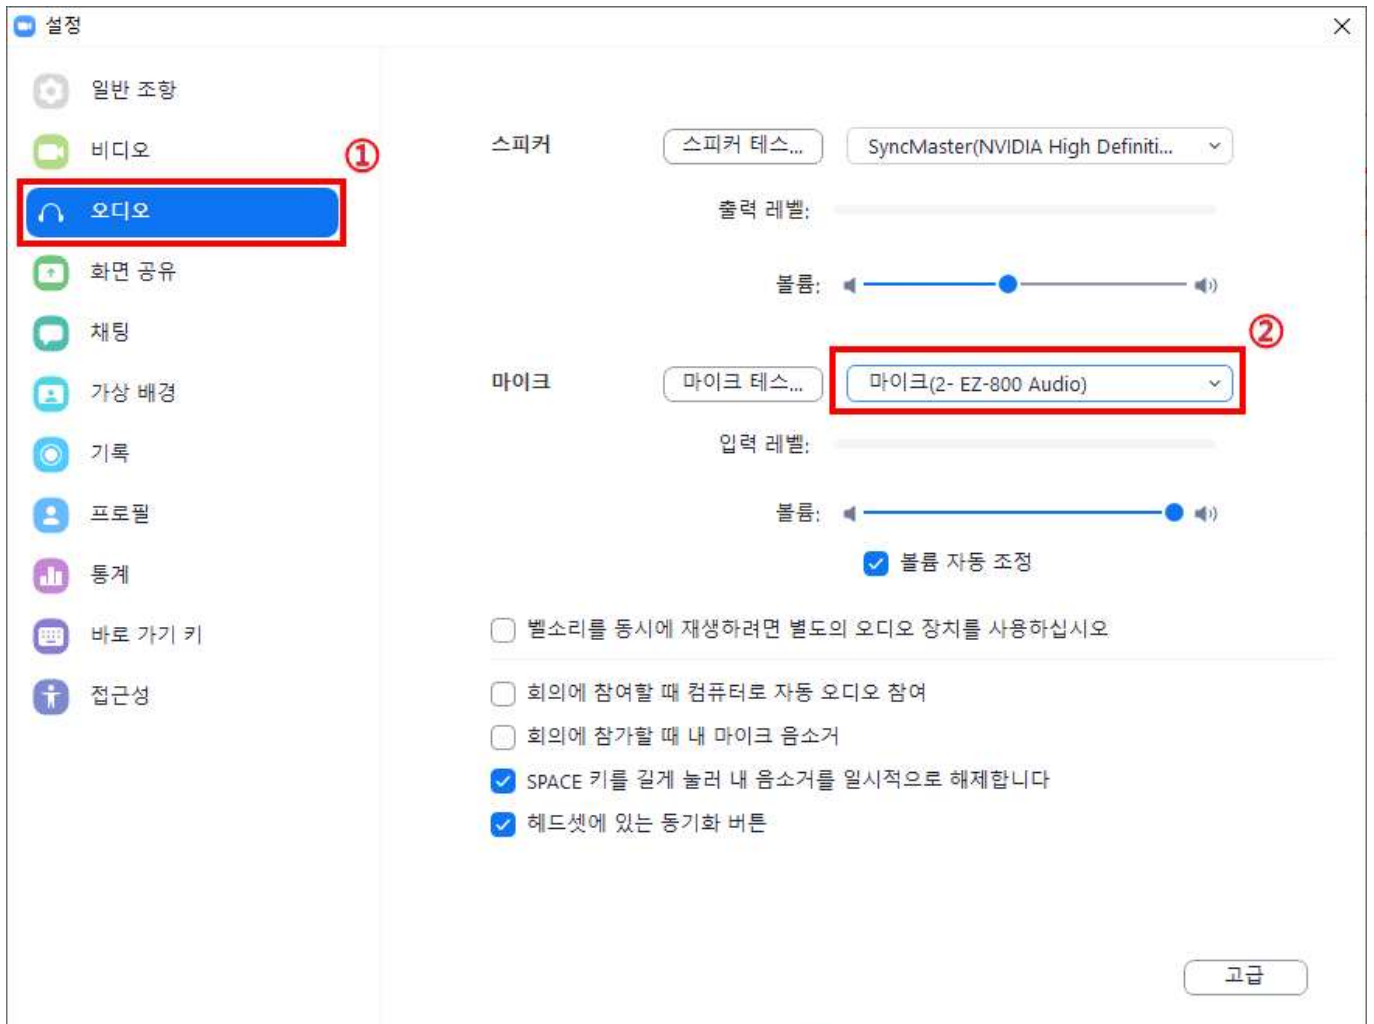 설정
일반 조항
비디오
①
오디오
화면 공유
채팅
가상 배경
기록
프로필
통계
바로 가기 키
접근성
스피커
스피커 테스...
SyncMaster(NVIDIA High Definiti...
출력 레벨:
볼륨:
②
마이크
마이크 테스...
마이크(2- EZ-800 Audio)
입력 레벨:
볼륨:
볼륨 자동 조정
벨소리를 동시에 재생하려면 별도의 오디오 장치를 사용하십시오
회의에 참여할 때 컴퓨터로 자동 오디오 참여
회의에 참가할 때 내 마이크 음소거
SPACE 키를 길게 눌러 내 음소거를 일시적으로 해제합니다
헤드셋에 있는 동기화 버튼
고급